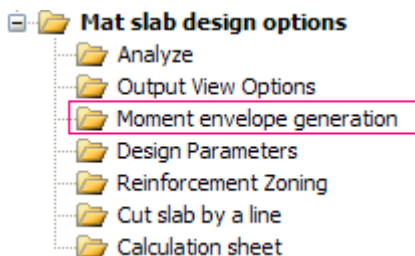 Mat slab design options
Analyze
Output View Options
Moment envelope generation
Design Parameters
Reinforcement Zoning
Cut slab by a line
Calculation sheet